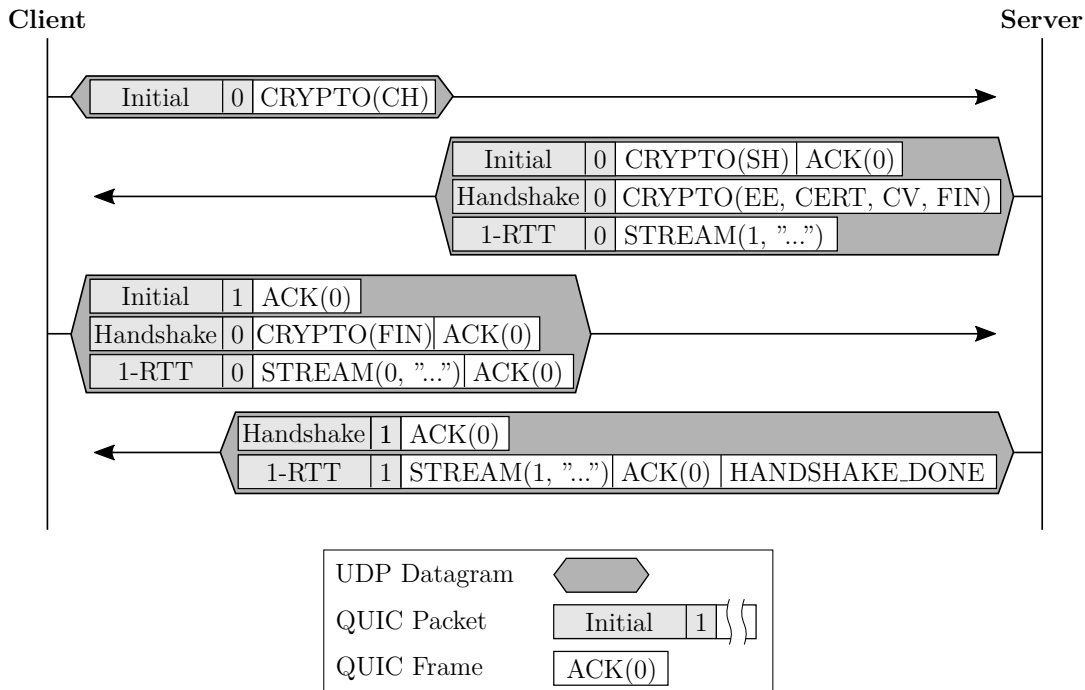 Client Server
Initial 0 CRYPTO(CH)
Initial 0 CRYPTO(SH) ACK(0)
Handshake 0 CRYPTO(EE, CERT, CV, FIN)
1-RTT 0 STREAM(1, ”...”)
Initial 1 ACK(0)
Handshake 0 CRYPTO(FIN) ACK(0)
1-RTT 0 STREAM(0, ”...”) ACK(0)
Handshake 1 ACK(0)
1-RTT 1 STREAM(1, ”...”) ACK(0) HANDSHAKE_DONE
UDP Datagram
QUIC Packet Initial 1
QUIC Frame ACK(0)